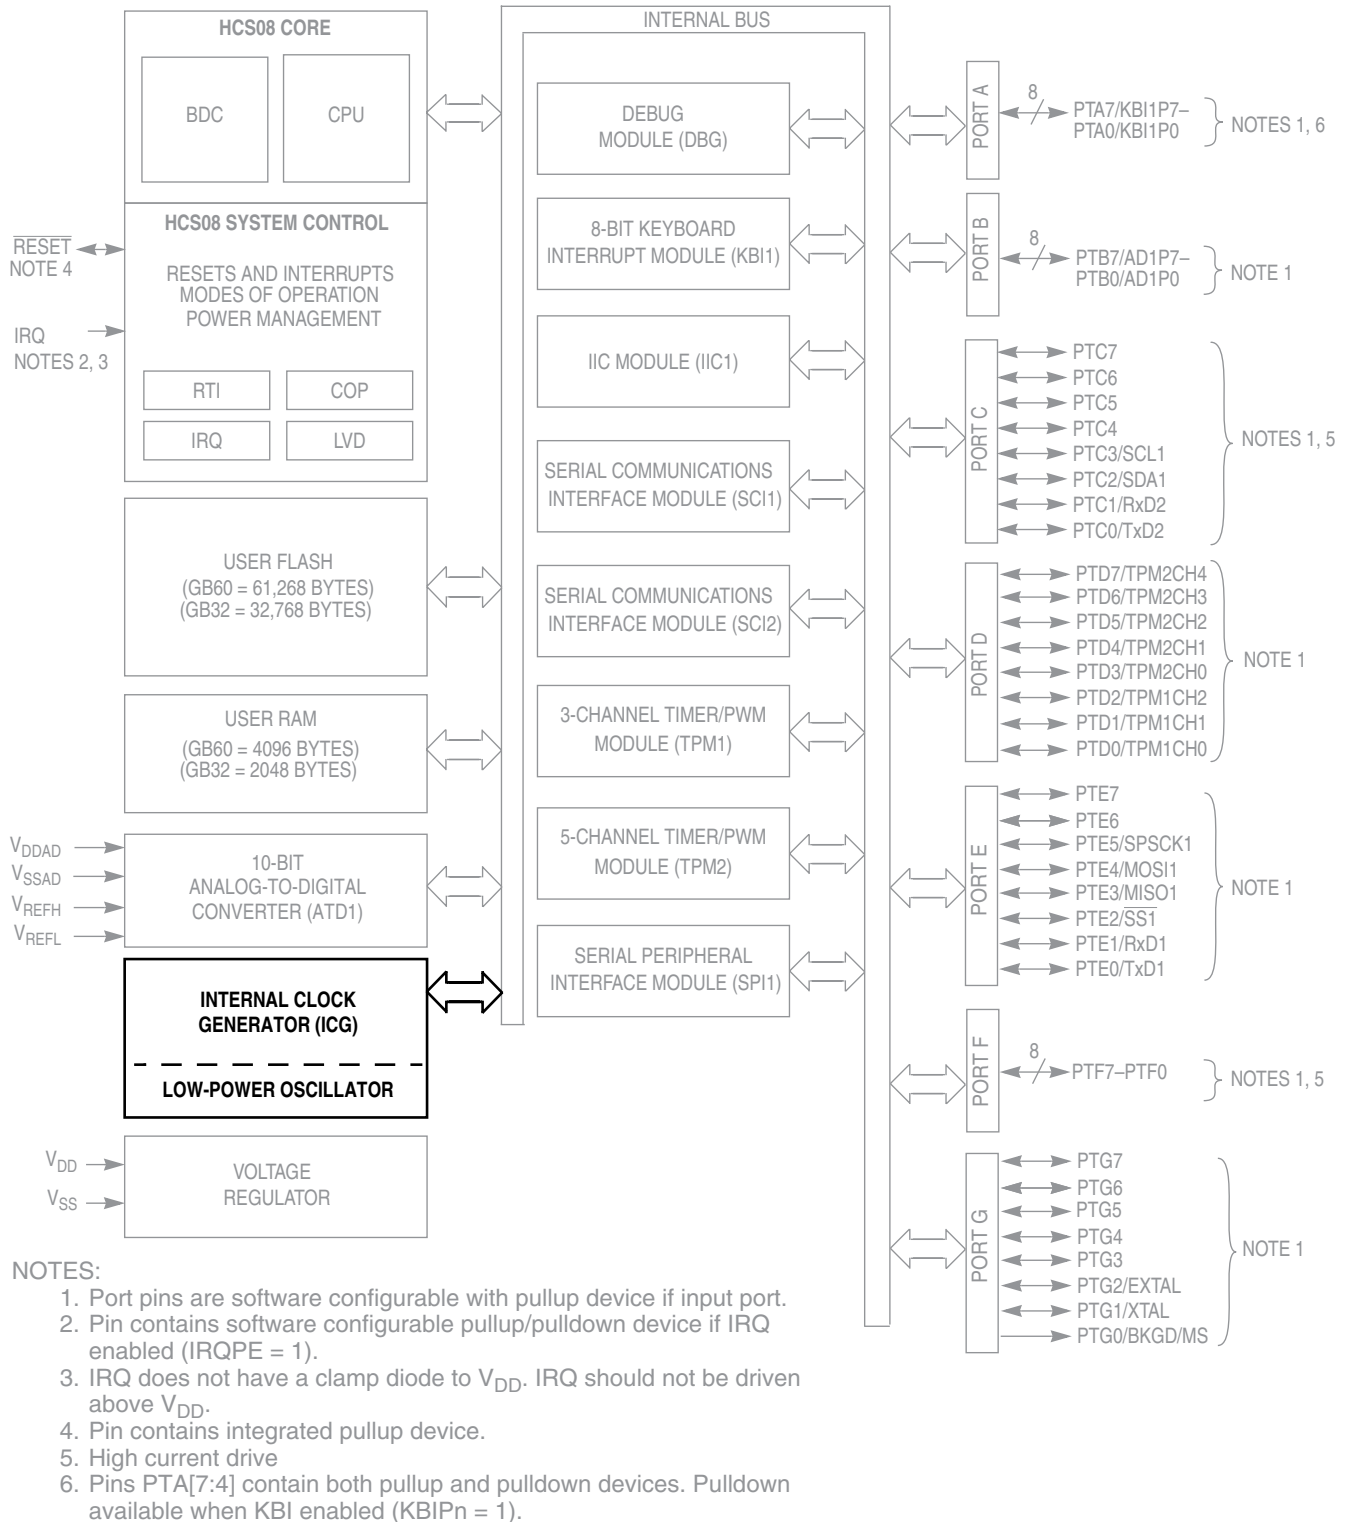 HCS08 CORE
BDC
CPU
HCS08 SYSTEM CONTROL
RESETS AND INTERRUPTS
MODES OF OPERATION
POWER MANAGEMENT
RTI
COP
IRQ
LVD
RESET
NOTE 4
IRQ
NOTES 2, 3
USER FLASH
(GB60 = 61,268 BYTES)
(GB32 = 32,768 BYTES)
USER RAM
(GB60 = 4096 BYTES)
(GB32 = 2048 BYTES)
VDDAD
VSSAD
VREFH
VREFL
10-BIT
ANALOG-TO-DIGITAL
CONVERTER (ATD1)
INTERNAL CLOCK
GENERATOR (ICG)
LOW-POWER OSCILLATOR
VDD
VSS
VOLTAGE
REGULATOR
INTERNAL BUS
DEBUG
MODULE (DBG)
8-BIT KEYBOARD
INTERRUPT MODULE (KBI1)
IIC MODULE (IIC1)
SERIAL COMMUNICATIONS
INTERFACE MODULE (SCI1)
SERIAL COMMUNICATIONS
INTERFACE MODULE (SCI2)
3-CHANNEL TIMER/PWM
MODULE (TPM1)
5-CHANNEL TIMER/PWM
MODULE (TPM2)
SERIAL PERIPHERAL
INTERFACE MODULE (SPI1)
PORT A
8
PTA7/KBI1P7–
PTA0/KBI1P0
NOTES 1, 6
PORT B
8
PTB7/AD1P7–
PTB0/AD1P0
NOTE 1
PORT C
PTC7
PTC6
PTC5
PTC4
PTC3/SCL1
PTC2/SDA1
PTC1/RxD2
PTC0/TxD2
NOTES 1, 5
PORT D
PTD7/TPM2CH4
PTD6/TPM2CH3
PTD5/TPM2CH2
PTD4/TPM2CH1
PTD3/TPM2CH0
PTD2/TPM1CH2
PTD1/TPM1CH1
PTD0/TPM1CH0
NOTE 1
PORT E
PTE7
PTE6
PTE5/SPSCK1
PTE4/MOSI1
PTE3/MISO1
PTE2/SS1
PTE1/RxD1
PTE0/TxD1
NOTE 1
PORT F
8
PTF7–PTF0
NOTES 1, 5
PORT G
PTG7
PTG6
PTG5
PTG4
PTG3
PTG2/EXTAL
PTG1/XTAL
PTG0/BKGD/MS
NOTE 1
NOTES:
1. Port pins are software configurable with pullup device if input port.
2. Pin contains software configurable pullup/pulldown device if IRQ
enabled (IRQPE = 1).
3. IRQ does not have a clamp diode to VDD. IRQ should not be driven
above VDD.
4. Pin contains integrated pullup device.
5. High current drive
6. Pins PTA[7:4] contain both pullup and pulldown devices. Pulldown
available when KBI enabled (KBIPn = 1).